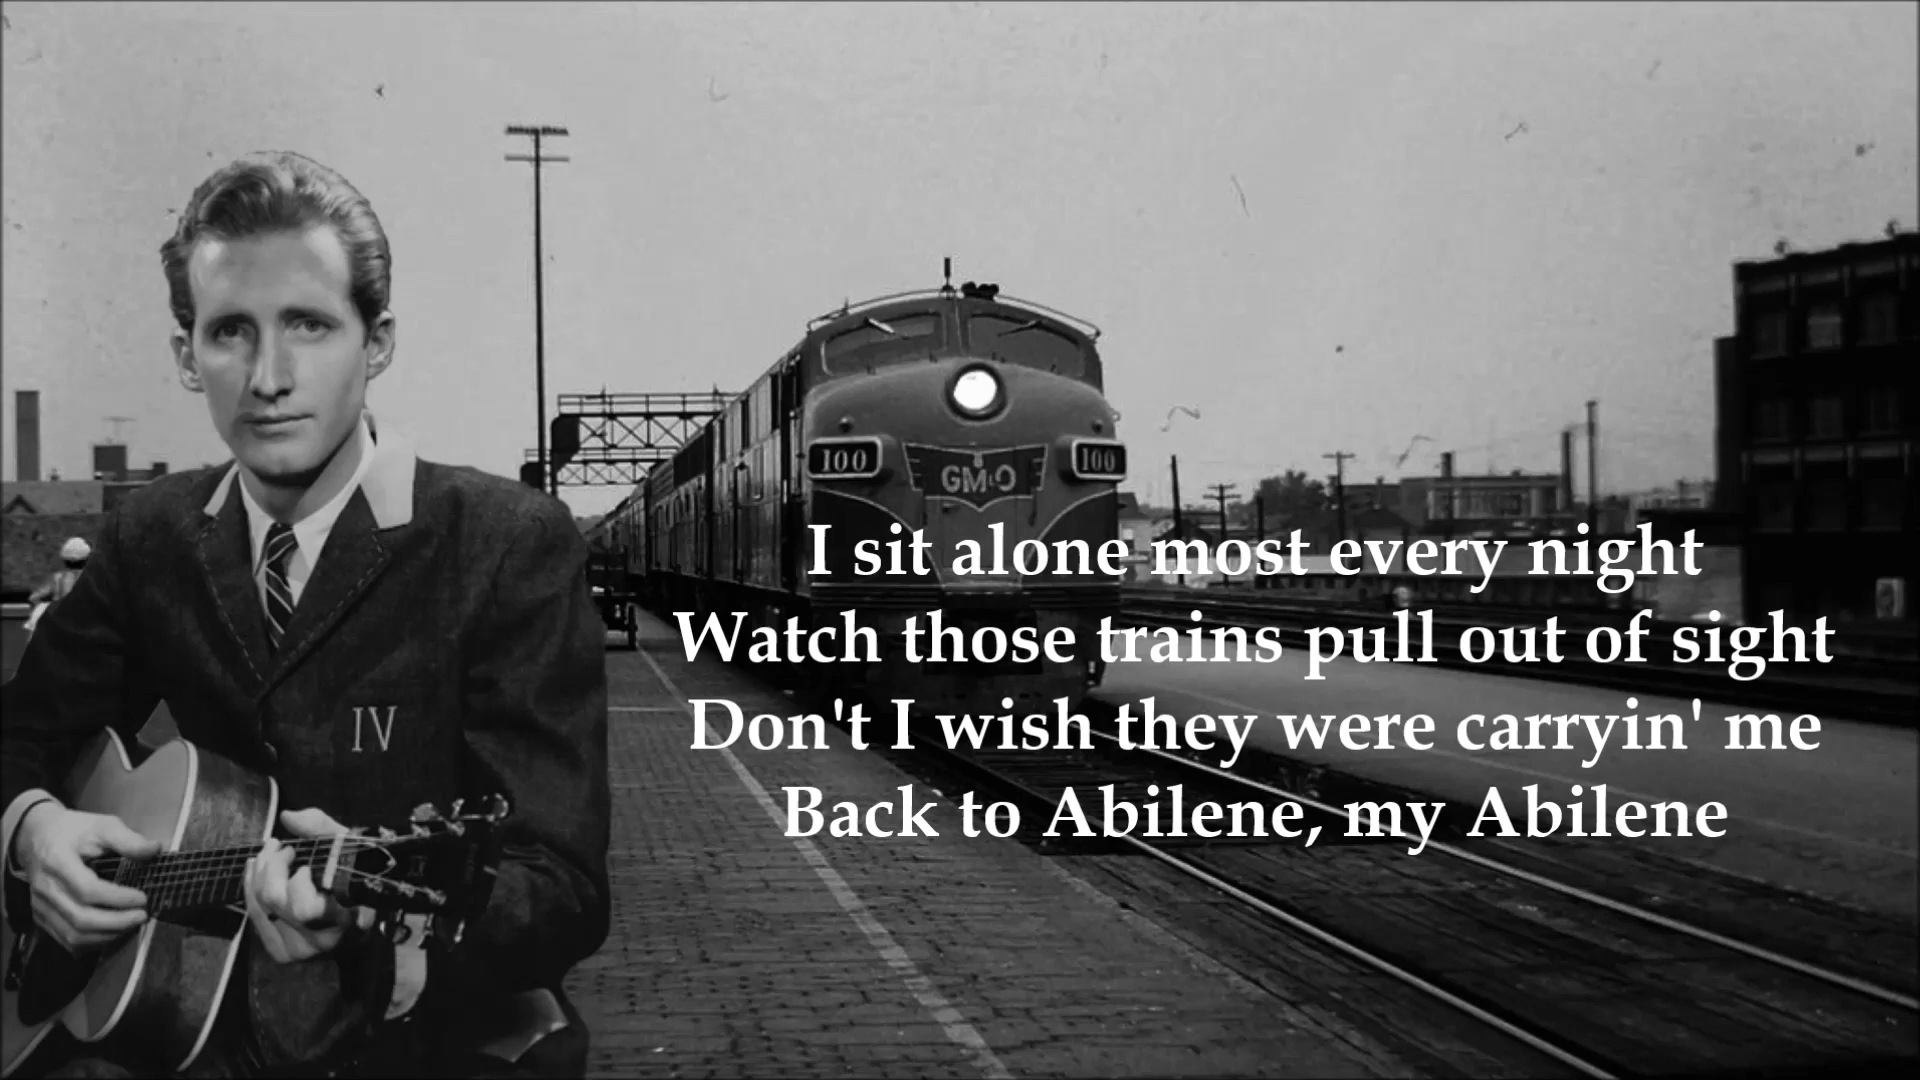 100
GM&O
100
I sit alone most every night
Watch those trains pull out of sight
Don't I wish they were carryin' me
Back to Abilene, my Abilene
IV